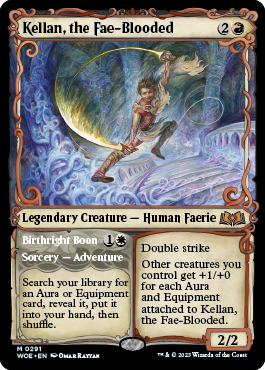 Kellan, the Fae-Blooded 2
Legendary Creature — Human Faerie
Birthright Boon 1
Sorcery — Adventure
Search your library for
an Aura or Equipment
card, reveal it, put it
into your hand, then
shuffle.
Double strike
Other creatures you
control get +1/+0
for each Aura
and Equipment
attached to Kellan,
the Fae-Blooded.
2/2
M 0291
WOE • EN Omar Rayyan
™ & © 2023 Wizards of the Coast